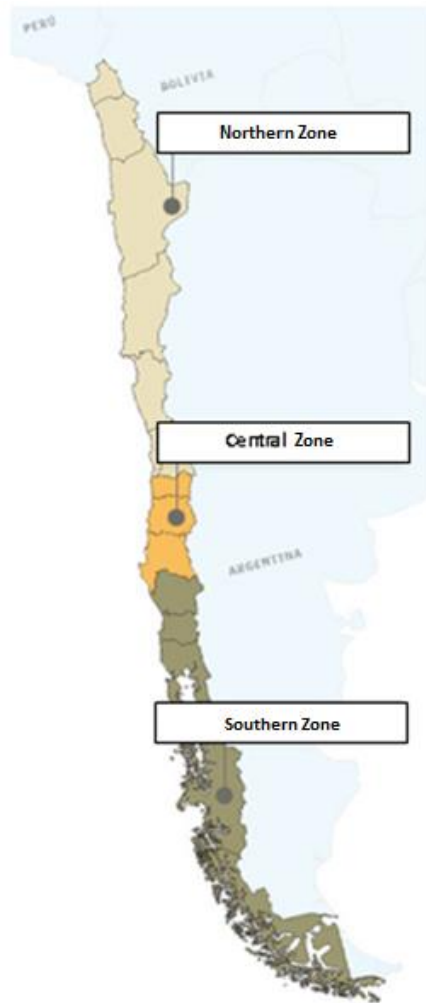 PERÚ
BOLIVIA
Northern Zone
Central Zone
ARGENTINA
Southern Zone